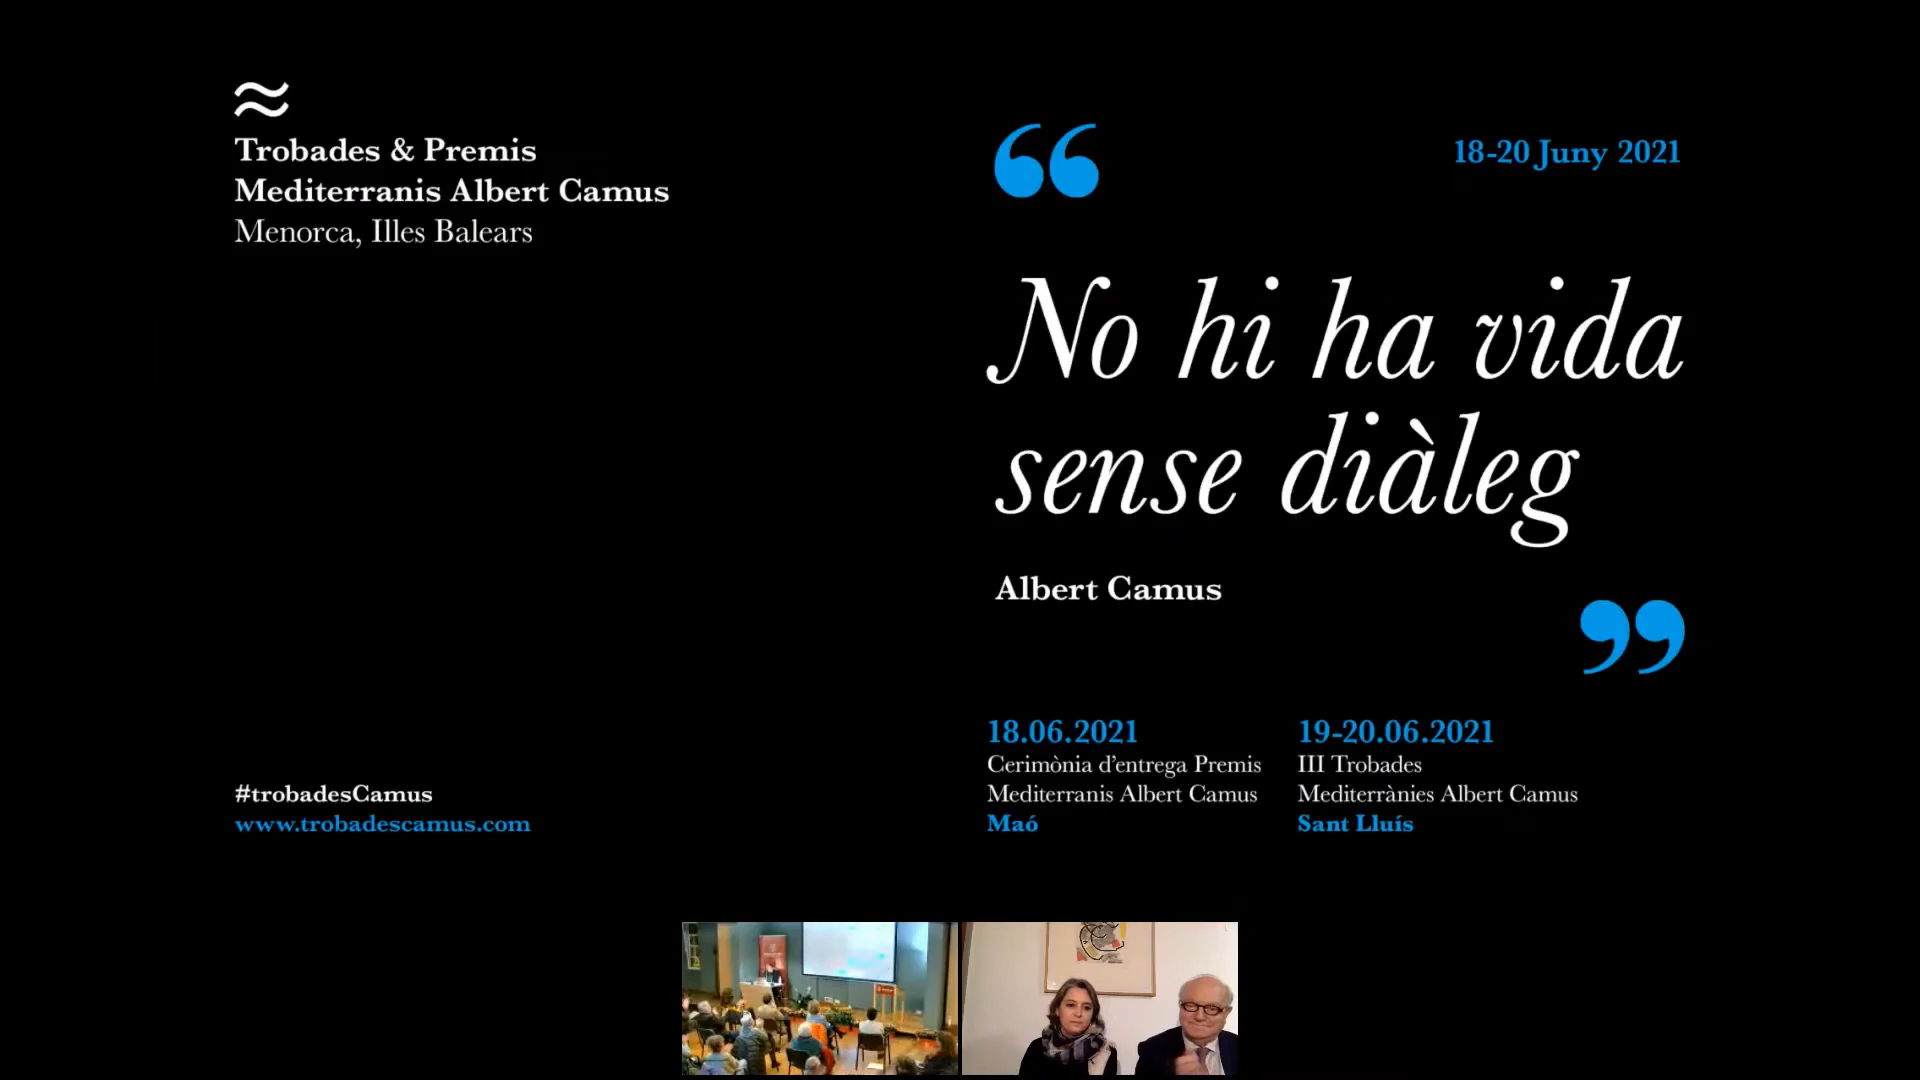 Trobades & Premis
Mediterranis Albert Camus
Menorca, Illes Balears
18-20 Juny 2021
“
No hi ha vida
sense diàleg
Albert Camus
”
18.06.2021
Cerimònia d’entrega Premis
Mediterranis Albert Camus
Maó
19-20.06.2021
III Trobades
Mediterrànies Albert Camus
Sant Lluís
#trobadesCamus
www.trobadescamus.com